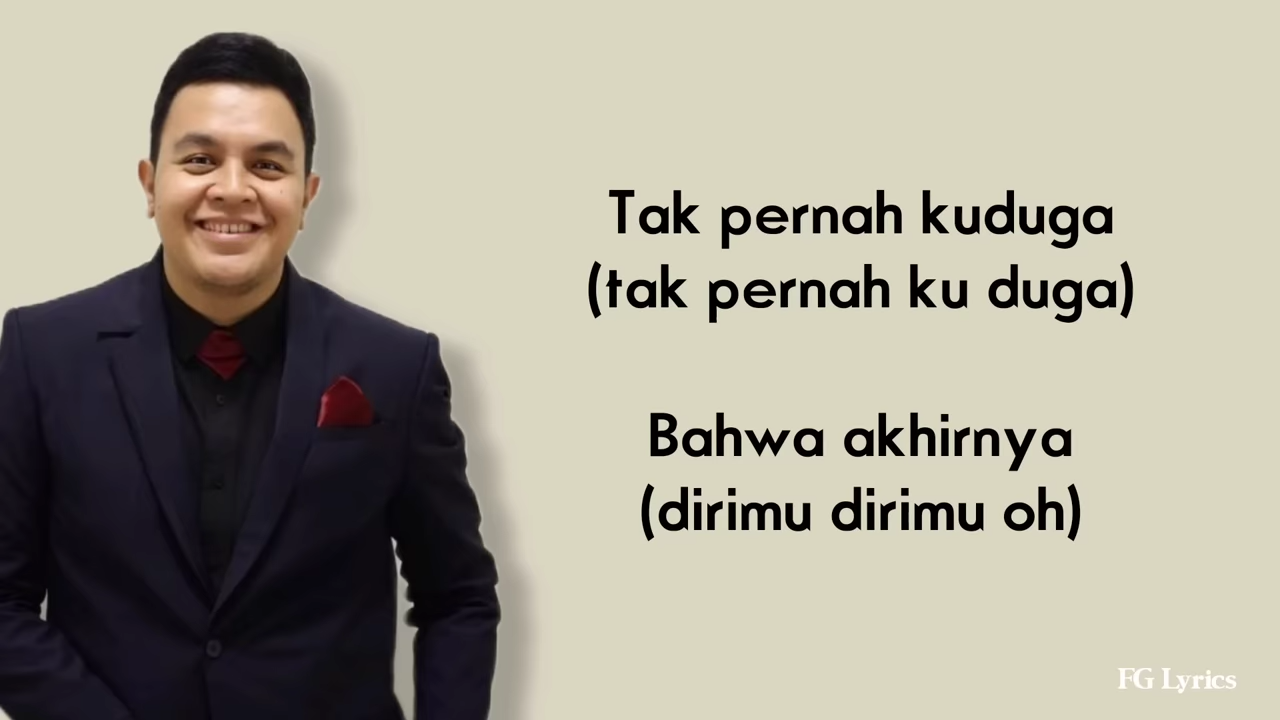 Tak pernah kuduga
(tak pernah ku duga)
Bahwa akhirnya
(dirimu dirimu oh)
FG Lyrics